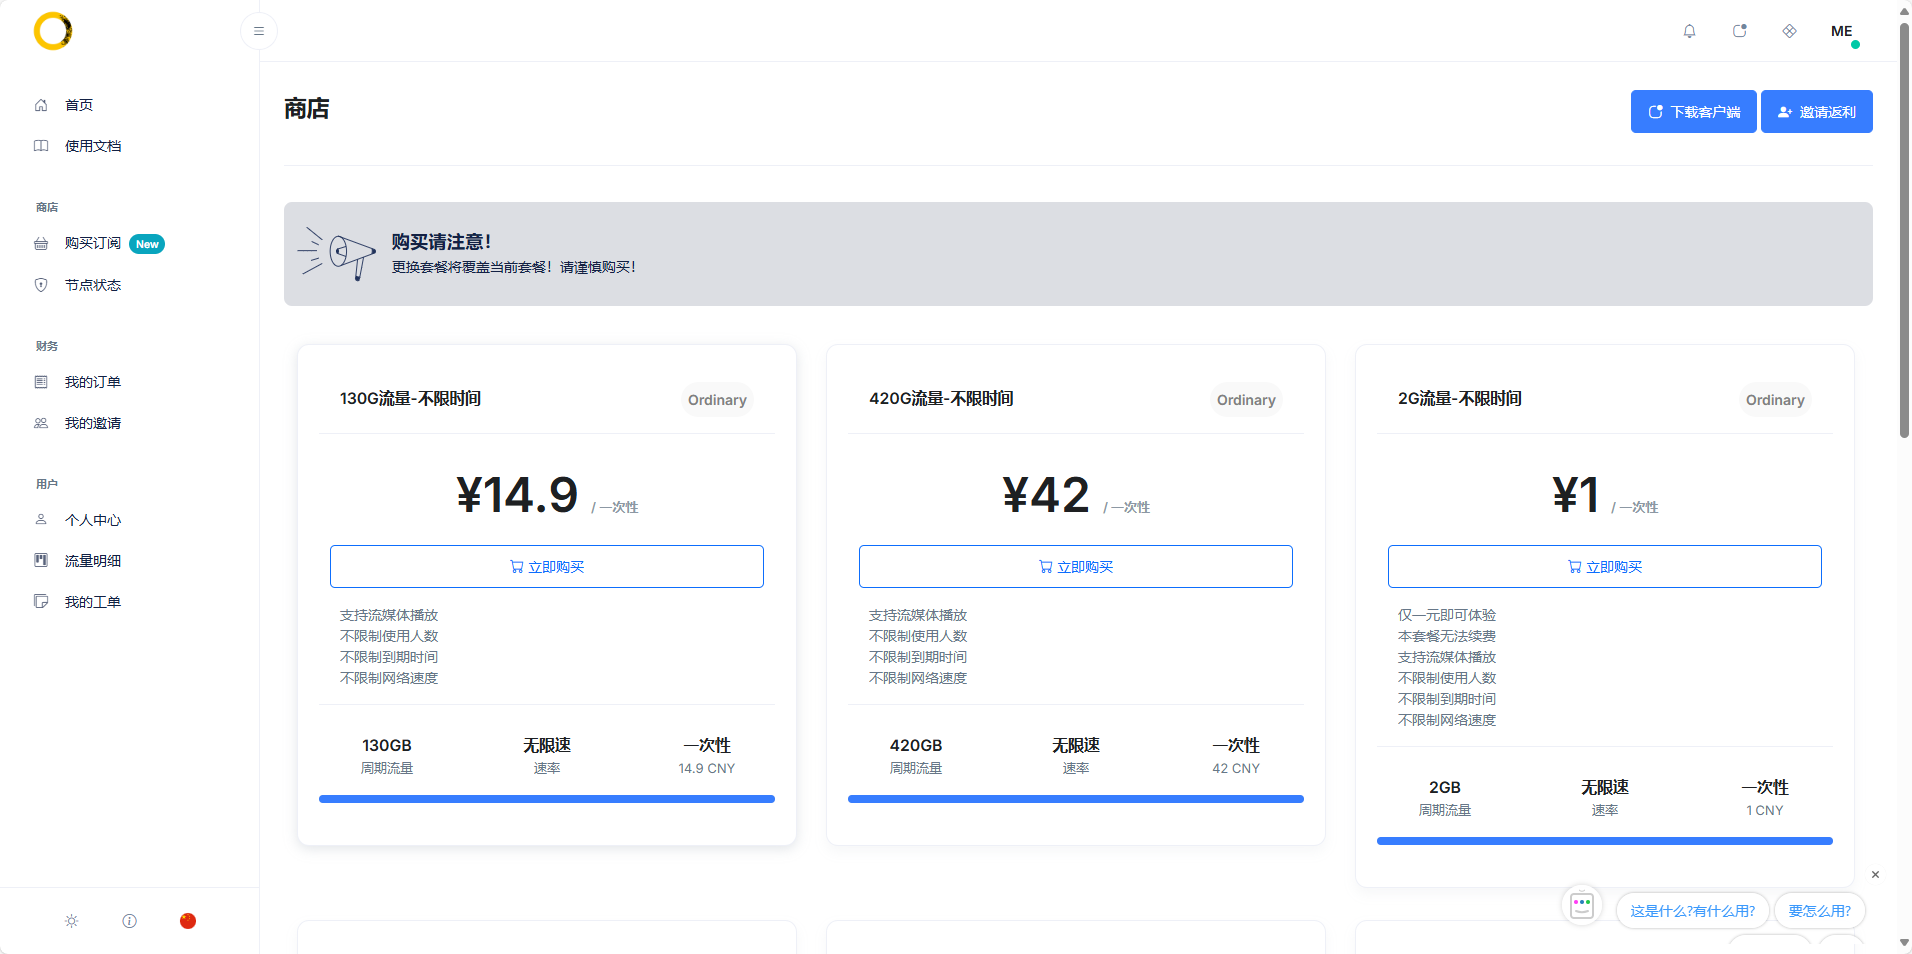 ME
首页
使用文档
商店
购买订阅 New
节点状态
财务
我的订单
我的邀请
用户
个人中心
流量明细
我的工单
商店
下载客户端
邀请返利
购买请注意！
更换套餐将覆盖当前套餐！请谨慎购买！
130G流量-不限时间
Ordinary
¥14.9 / 一次性
立即购买
支持流媒体播放
不限制使用人数
不限制到期时间
不限制网络速度
130GB
周期流量
无限速
速率
一次性
14.9 CNY
420G流量-不限时间
Ordinary
¥42 / 一次性
立即购买
支持流媒体播放
不限制使用人数
不限制到期时间
不限制网络速度
420GB
周期流量
无限速
速率
一次性
42 CNY
2G流量-不限时间
Ordinary
¥1 / 一次性
立即购买
仅一元即可体验
本套餐无法续费
支持流媒体播放
不限制使用人数
不限制到期时间
不限制网络速度
2GB
周期流量
无限速
速率
一次性
1 CNY
这是什么?有什么用?
要怎么用?